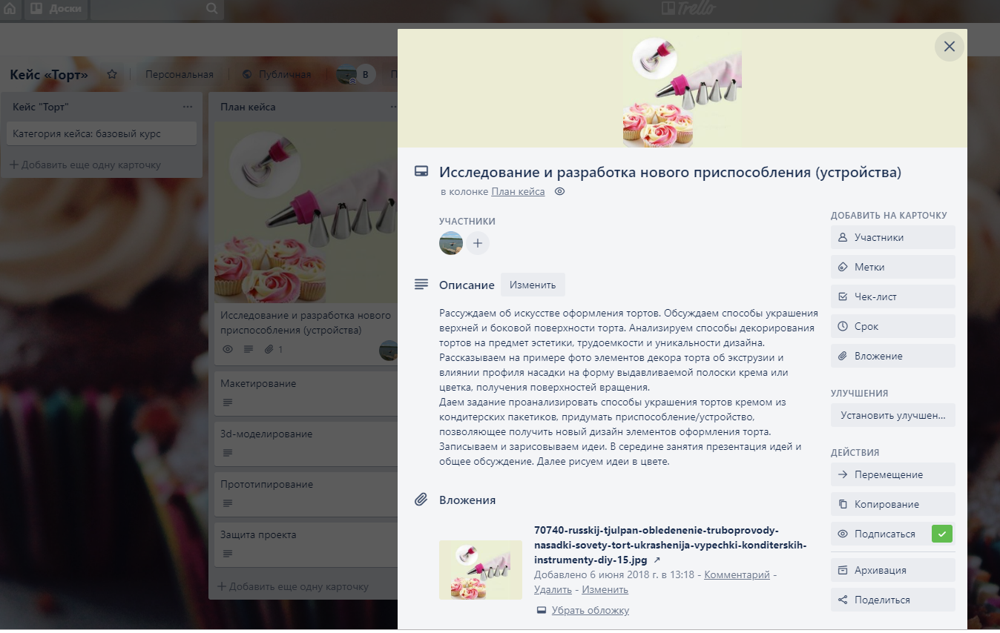 Доски
Trello
Кейс «Торт»
Персональная
Публичная
B
П
Кейс "Торт"
Категория кейса: базовый курс
+ Добавить еще одну карточку
План кейса
Исследование и разработка нового
приспособления (устройства)
1
Макетирование
3d-моделирование
Прототипирование
Защита проекта
+ Добавить еще одну карточку
Исследование и разработка нового приспособления (устройства)
в колонке План кейса
УЧАСТНИКИ
+
Описание
Изменить
Рассуждаем об искусстве оформления тортов. Обсуждаем способы украшения
верхней и боковой поверхности торта. Анализируем способы декорирования
тортов на предмет эстетики, трудоемкости и уникальности дизайна.
Рассказываем на примере фото элементов декора торта об экструзии и
влиянии профиля насадки на форму выдавливаемой полоски крема или
цветка, получения поверхностей вращения.
Даем задание проанализировать способы украшения тортов кремом из
кондитерских пакетиков, придумать приспособление/устройство,
позволяющее получить новый дизайн элементов оформления торта.
Записываем и зарисовываем идеи. В середине занятия презентация идей и
общее обсуждение. Далее рисуем идеи в цвете.
Вложения
70740-russkij-tjulpan-obledenenie-truboprovody-
nasadki-sovety-tort-ukrashenija-vypechki-konditerskih-
instrumenty-diy-15.jpg ↗
Добавлено 6 июня 2018 г. в 13:18 - Комментарий -
Удалить - Изменить
Убрать обложку
ДОБАВИТЬ НА КАРТОЧКУ
Участники
Метки
Чек-лист
Срок
Вложение
УЛУЧШЕНИЯ
Установить улучшен...
ДЕЙСТВИЯ
Перемещение
Копирование
Подписаться
Архивация
Поделиться